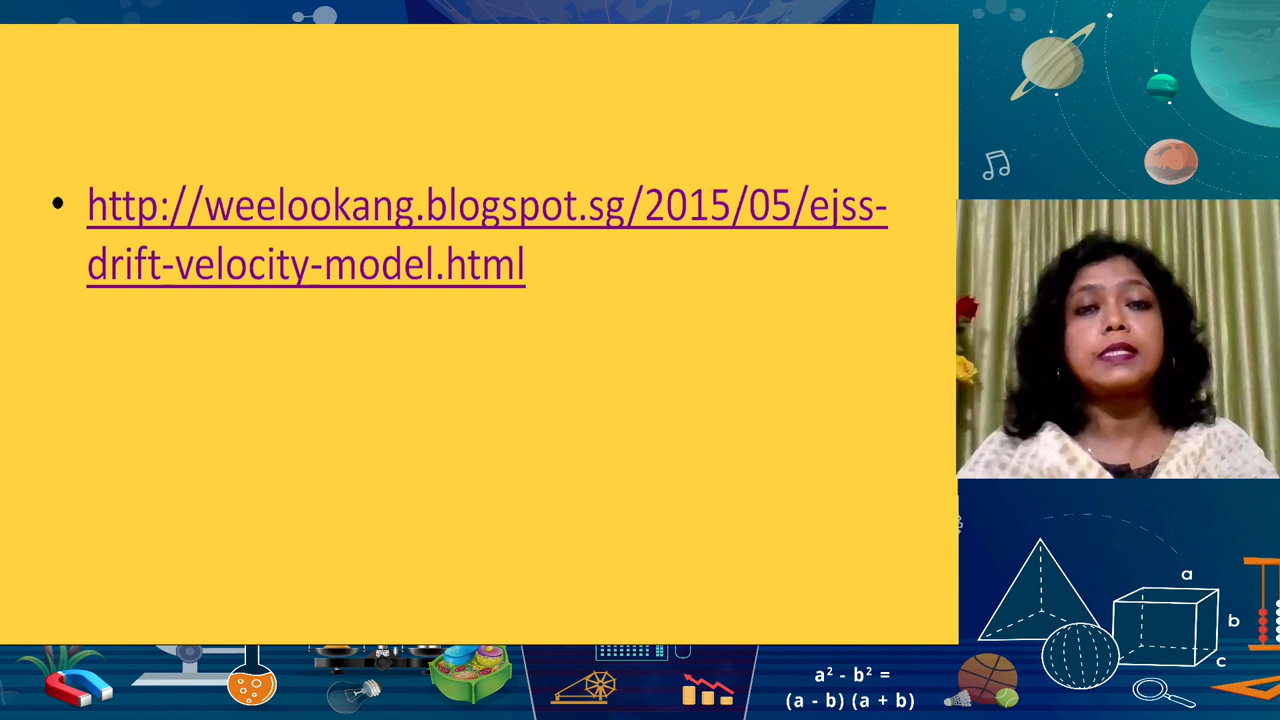 • http://weelookang.blogspot.sg/2015/05/ejss-
drift-velocity-model.html
a
b
c
a² - b² =
(a - b) (a + b)